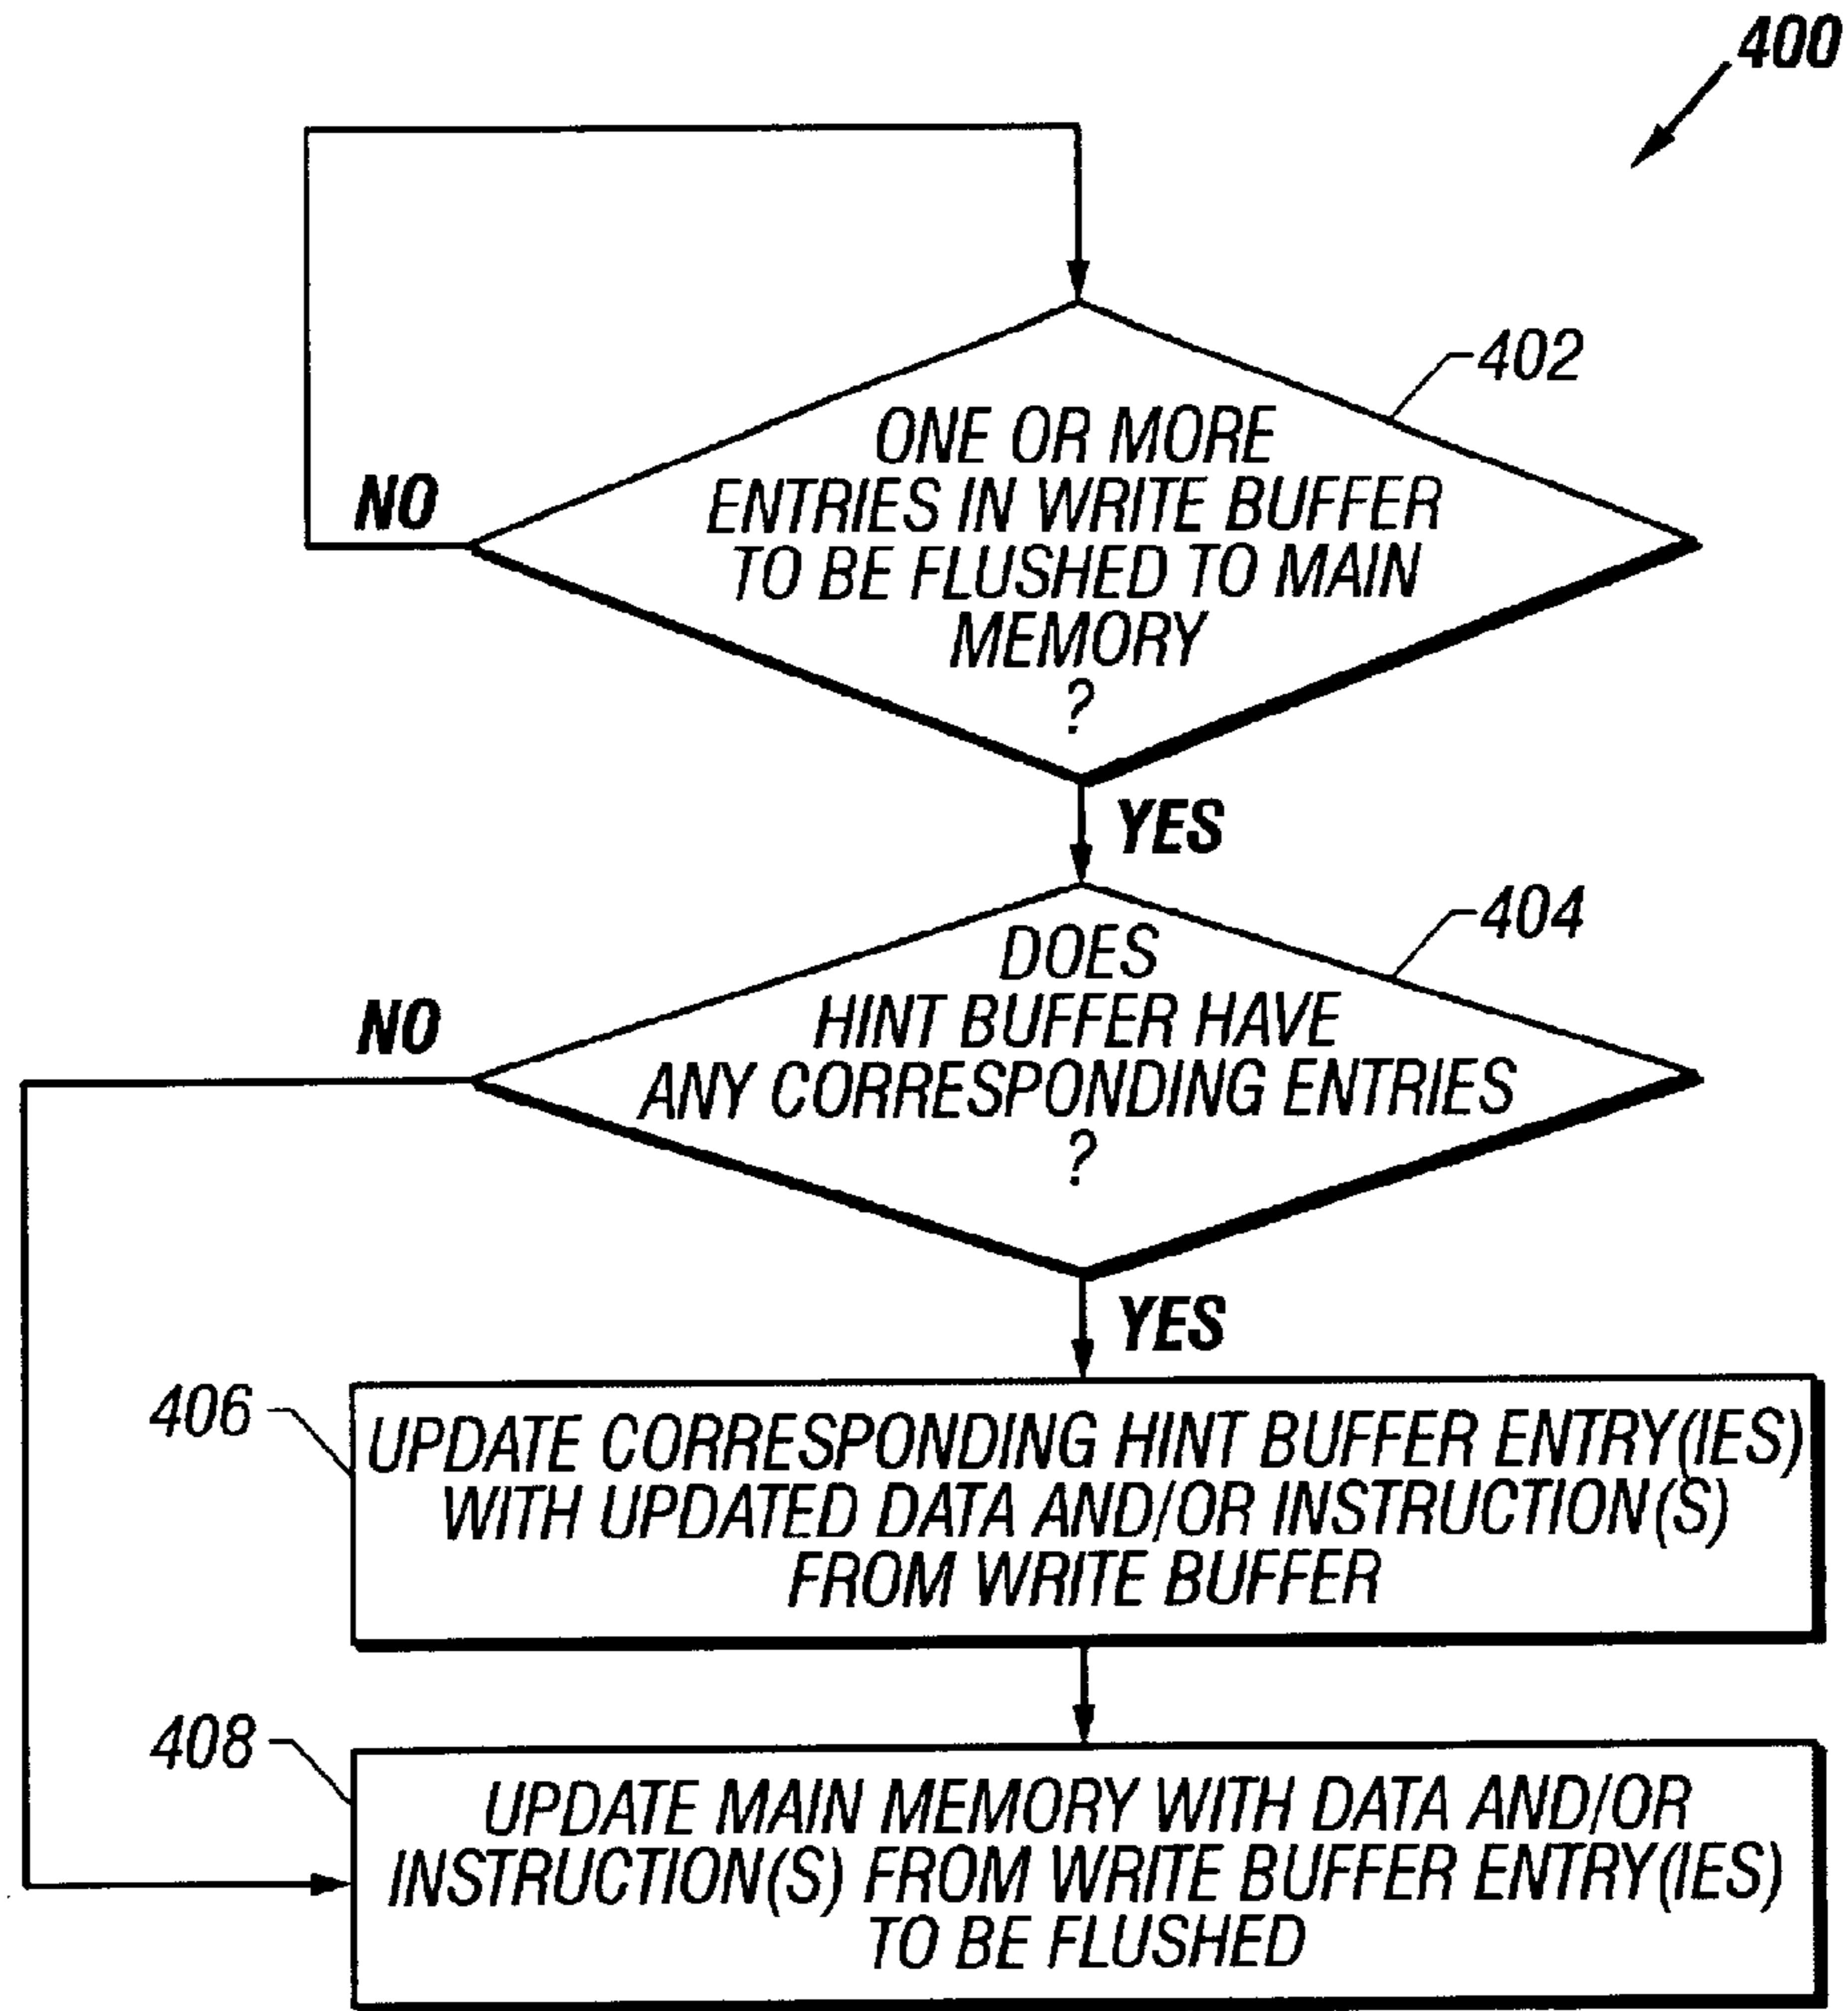 400
402
ONE OR MORE
ENTRIES IN WRITE BUFFER
TO BE FLUSHED TO MAIN
MEMORY
?
NO
YES
404
DOES
HINT BUFFER HAVE
ANY CORRESPONDING ENTRIES
?
NO
YES
406
UPDATE CORRESPONDING HINT BUFFER ENTRY(IES)
WITH UPDATED DATA AND/OR INSTRUCTION(S)
FROM WRITE BUFFER
408
UPDATE MAIN MEMORY WITH DATA AND/OR
INSTRUCTION(S) FROM WRITE BUFFER ENTRY(IES)
TO BE FLUSHED